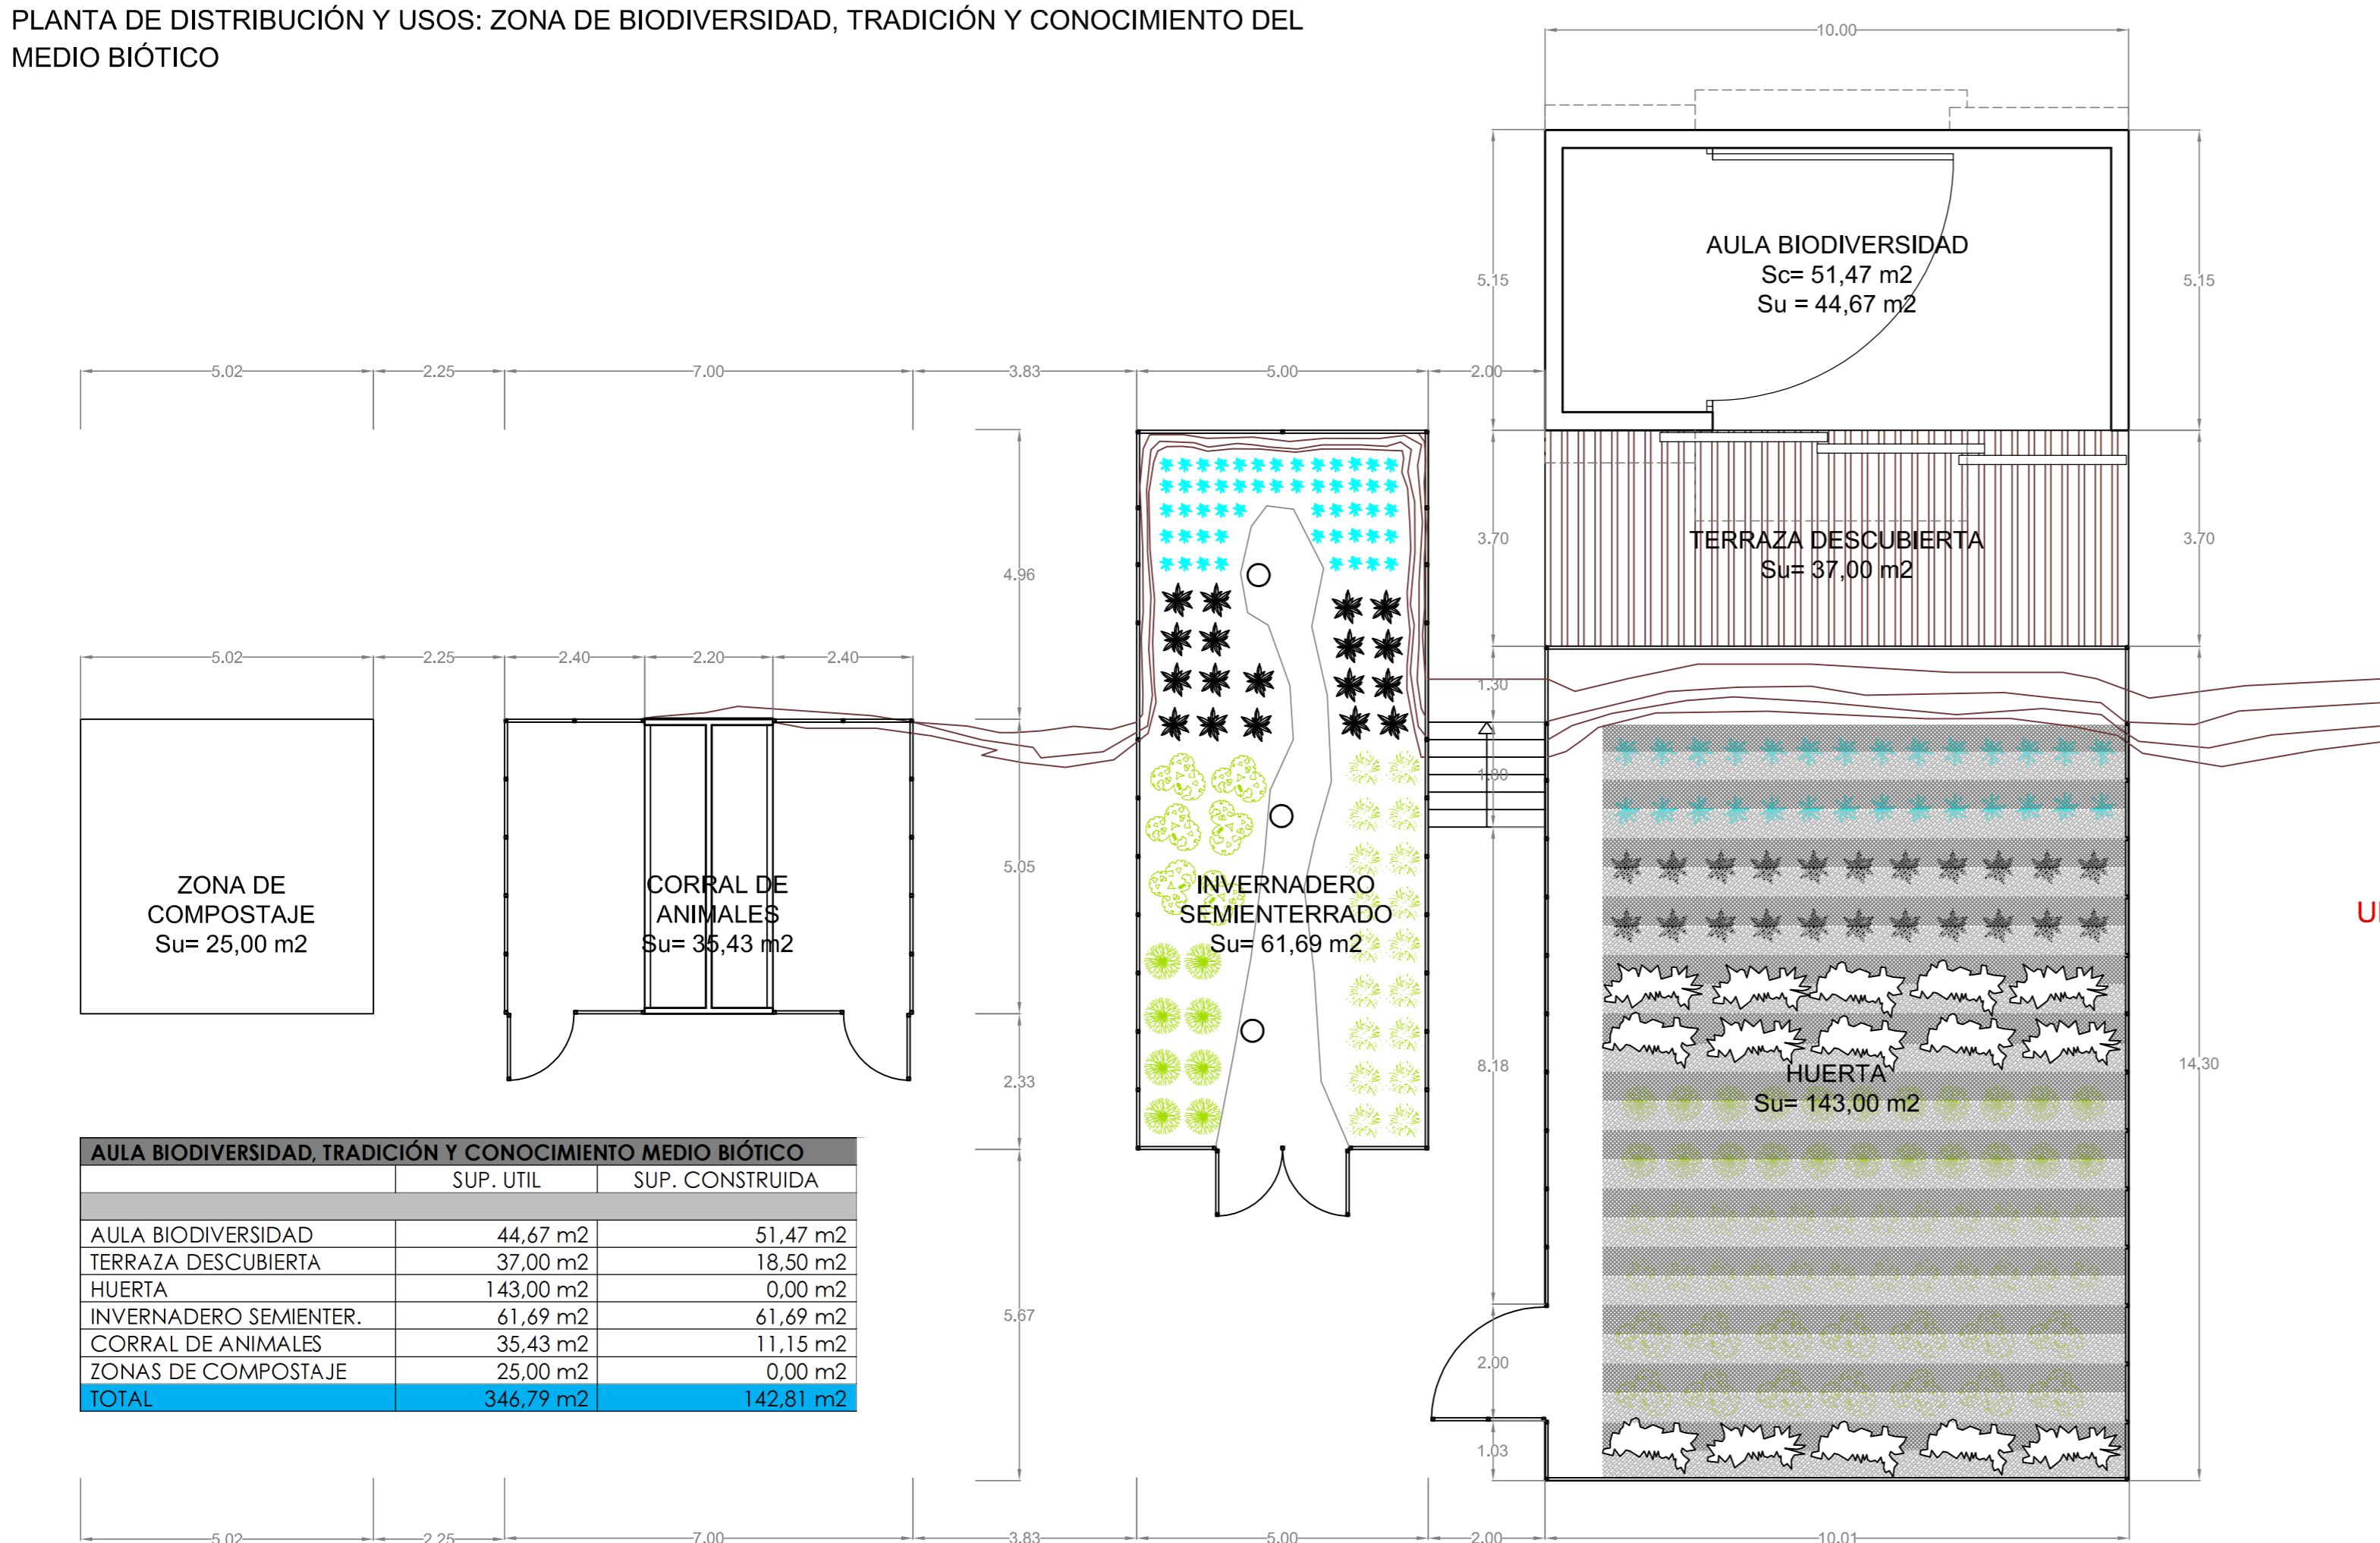 PLANTA DE DISTRIBUCIÓN Y USOS: ZONA DE BIODIVERSIDAD, TRADICIÓN Y CONOCIMIENTO DEL
MEDIO BIÓTICO
10.00
AULA BIODIVERSIDAD
Sc= 51,47 m2
Su = 44,67 m2
5.15
5.15
5.02
2.25
7.00
3.83
5.00
2.00
3.70
TERRAZA DESCUBIERTA
Su= 37,00 m2
3.70
4.96
5.02
2.25
2.40
2.20
2.40
1.30
1.80
ZONA DE
COMPOSTAJE
Su= 25,00 m2
CORRAL DE
ANIMALES
Su= 35,43 m2
5.05
INVERNADERO
SEMIENTERRADO
Su= 61,69 m2
2.33
8.18
HUERTA
Su= 143,00 m2
14.30
AULA BIODIVERSIDAD, TRADICIÓN Y CONOCIMIENTO MEDIO BIÓTICO
SUP. UTIL SUP. CONSTRUIDA
AULA BIODIVERSIDAD 44,67 m2 51,47 m2
TERRAZA DESCUBIERTA 37,00 m2 18,50 m2
HUERTA 143,00 m2 0,00 m2
INVERNADERO SEMIENTER. 61,69 m2 61,69 m2
CORRAL DE ANIMALES 35,43 m2 11,15 m2
ZONAS DE COMPOSTAJE 25,00 m2 0,00 m2
TOTAL 346,79 m2 142,81 m2
5.67
2.00
1.03
5.02
2.25
7.00
3.83
5.00
2.00
10.01